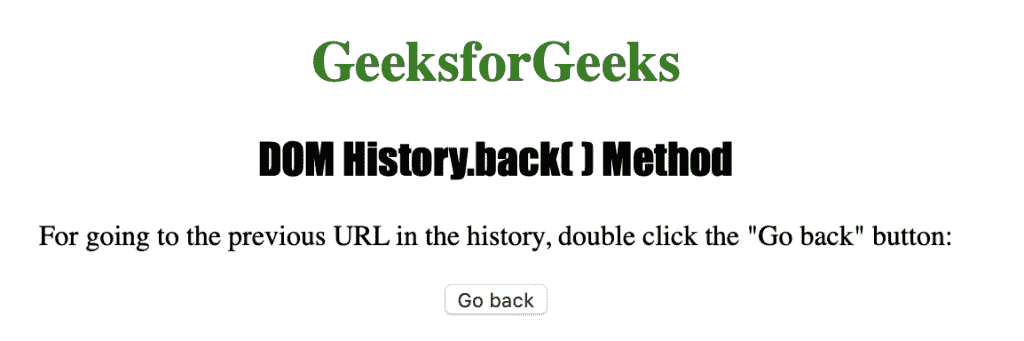 GeeksforGeeks
DOM History.back( ) Method
For going to the previous URL in the history, double click the "Go back" button:
Go back